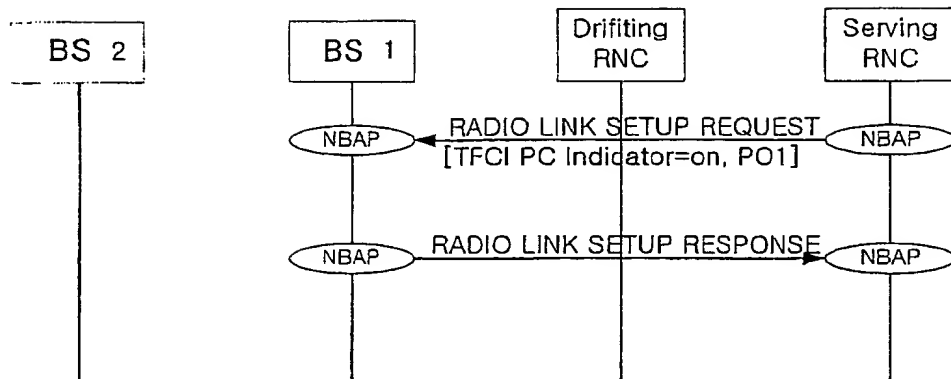 BS 2
BS 1
Drifiting
RNC
Serving
RNC
NBAP
RADIO LINK SETUP REQUEST
NBAP
[TFCI PC Indicator=on, PO1]
NBAP
RADIO LINK SETUP RESPONSE
NBAP